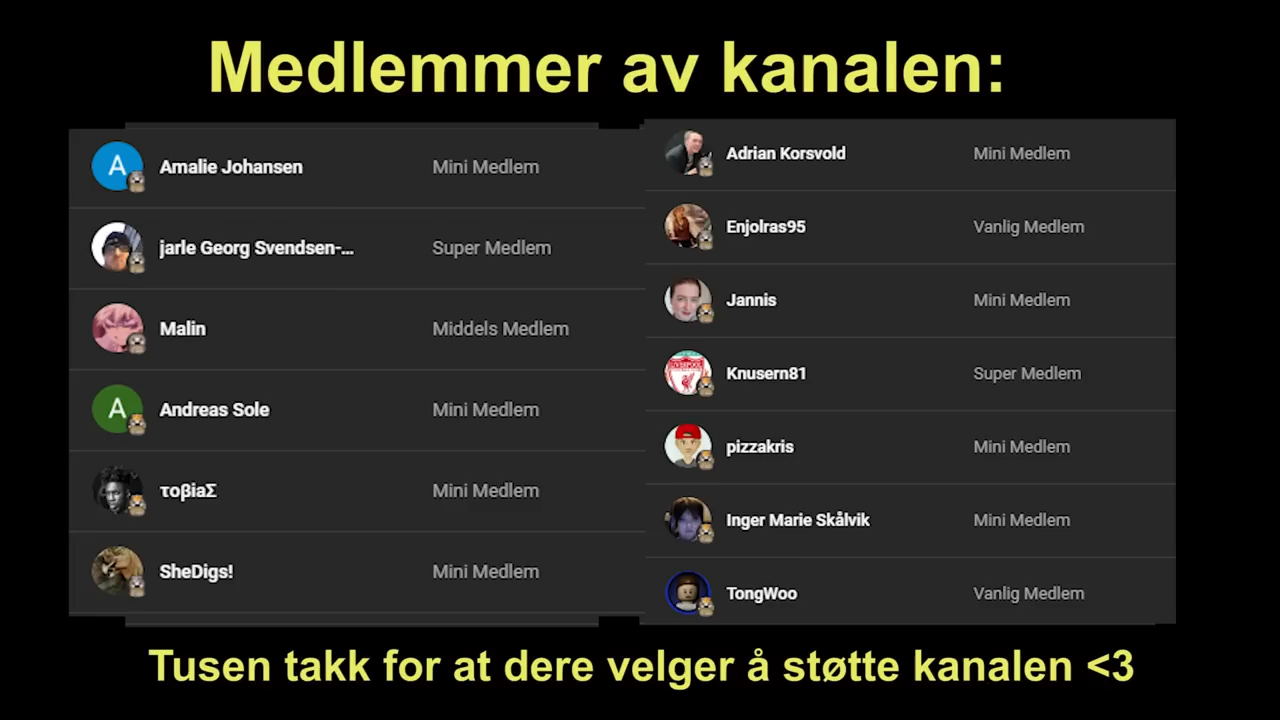 Medlemmer av kanalen:
A Amalie Johansen Mini Medlem
jarle Georg Svendsen-... Super Medlem
Malin Middels Medlem
A Andreas Sole Mini Medlem
τοβiaΣ Mini Medlem
SheDigs! Mini Medlem
Adrian Korsvold Mini Medlem
Enjolras95 Vanlig Medlem
Jannis Mini Medlem
LIVERPOOL
Knusern81 Super Medlem
pizzakris Mini Medlem
Inger Marie Skålvik Mini Medlem
TongWoo Vanlig Medlem
Tusen takk for at dere velger å støtte kanalen <3